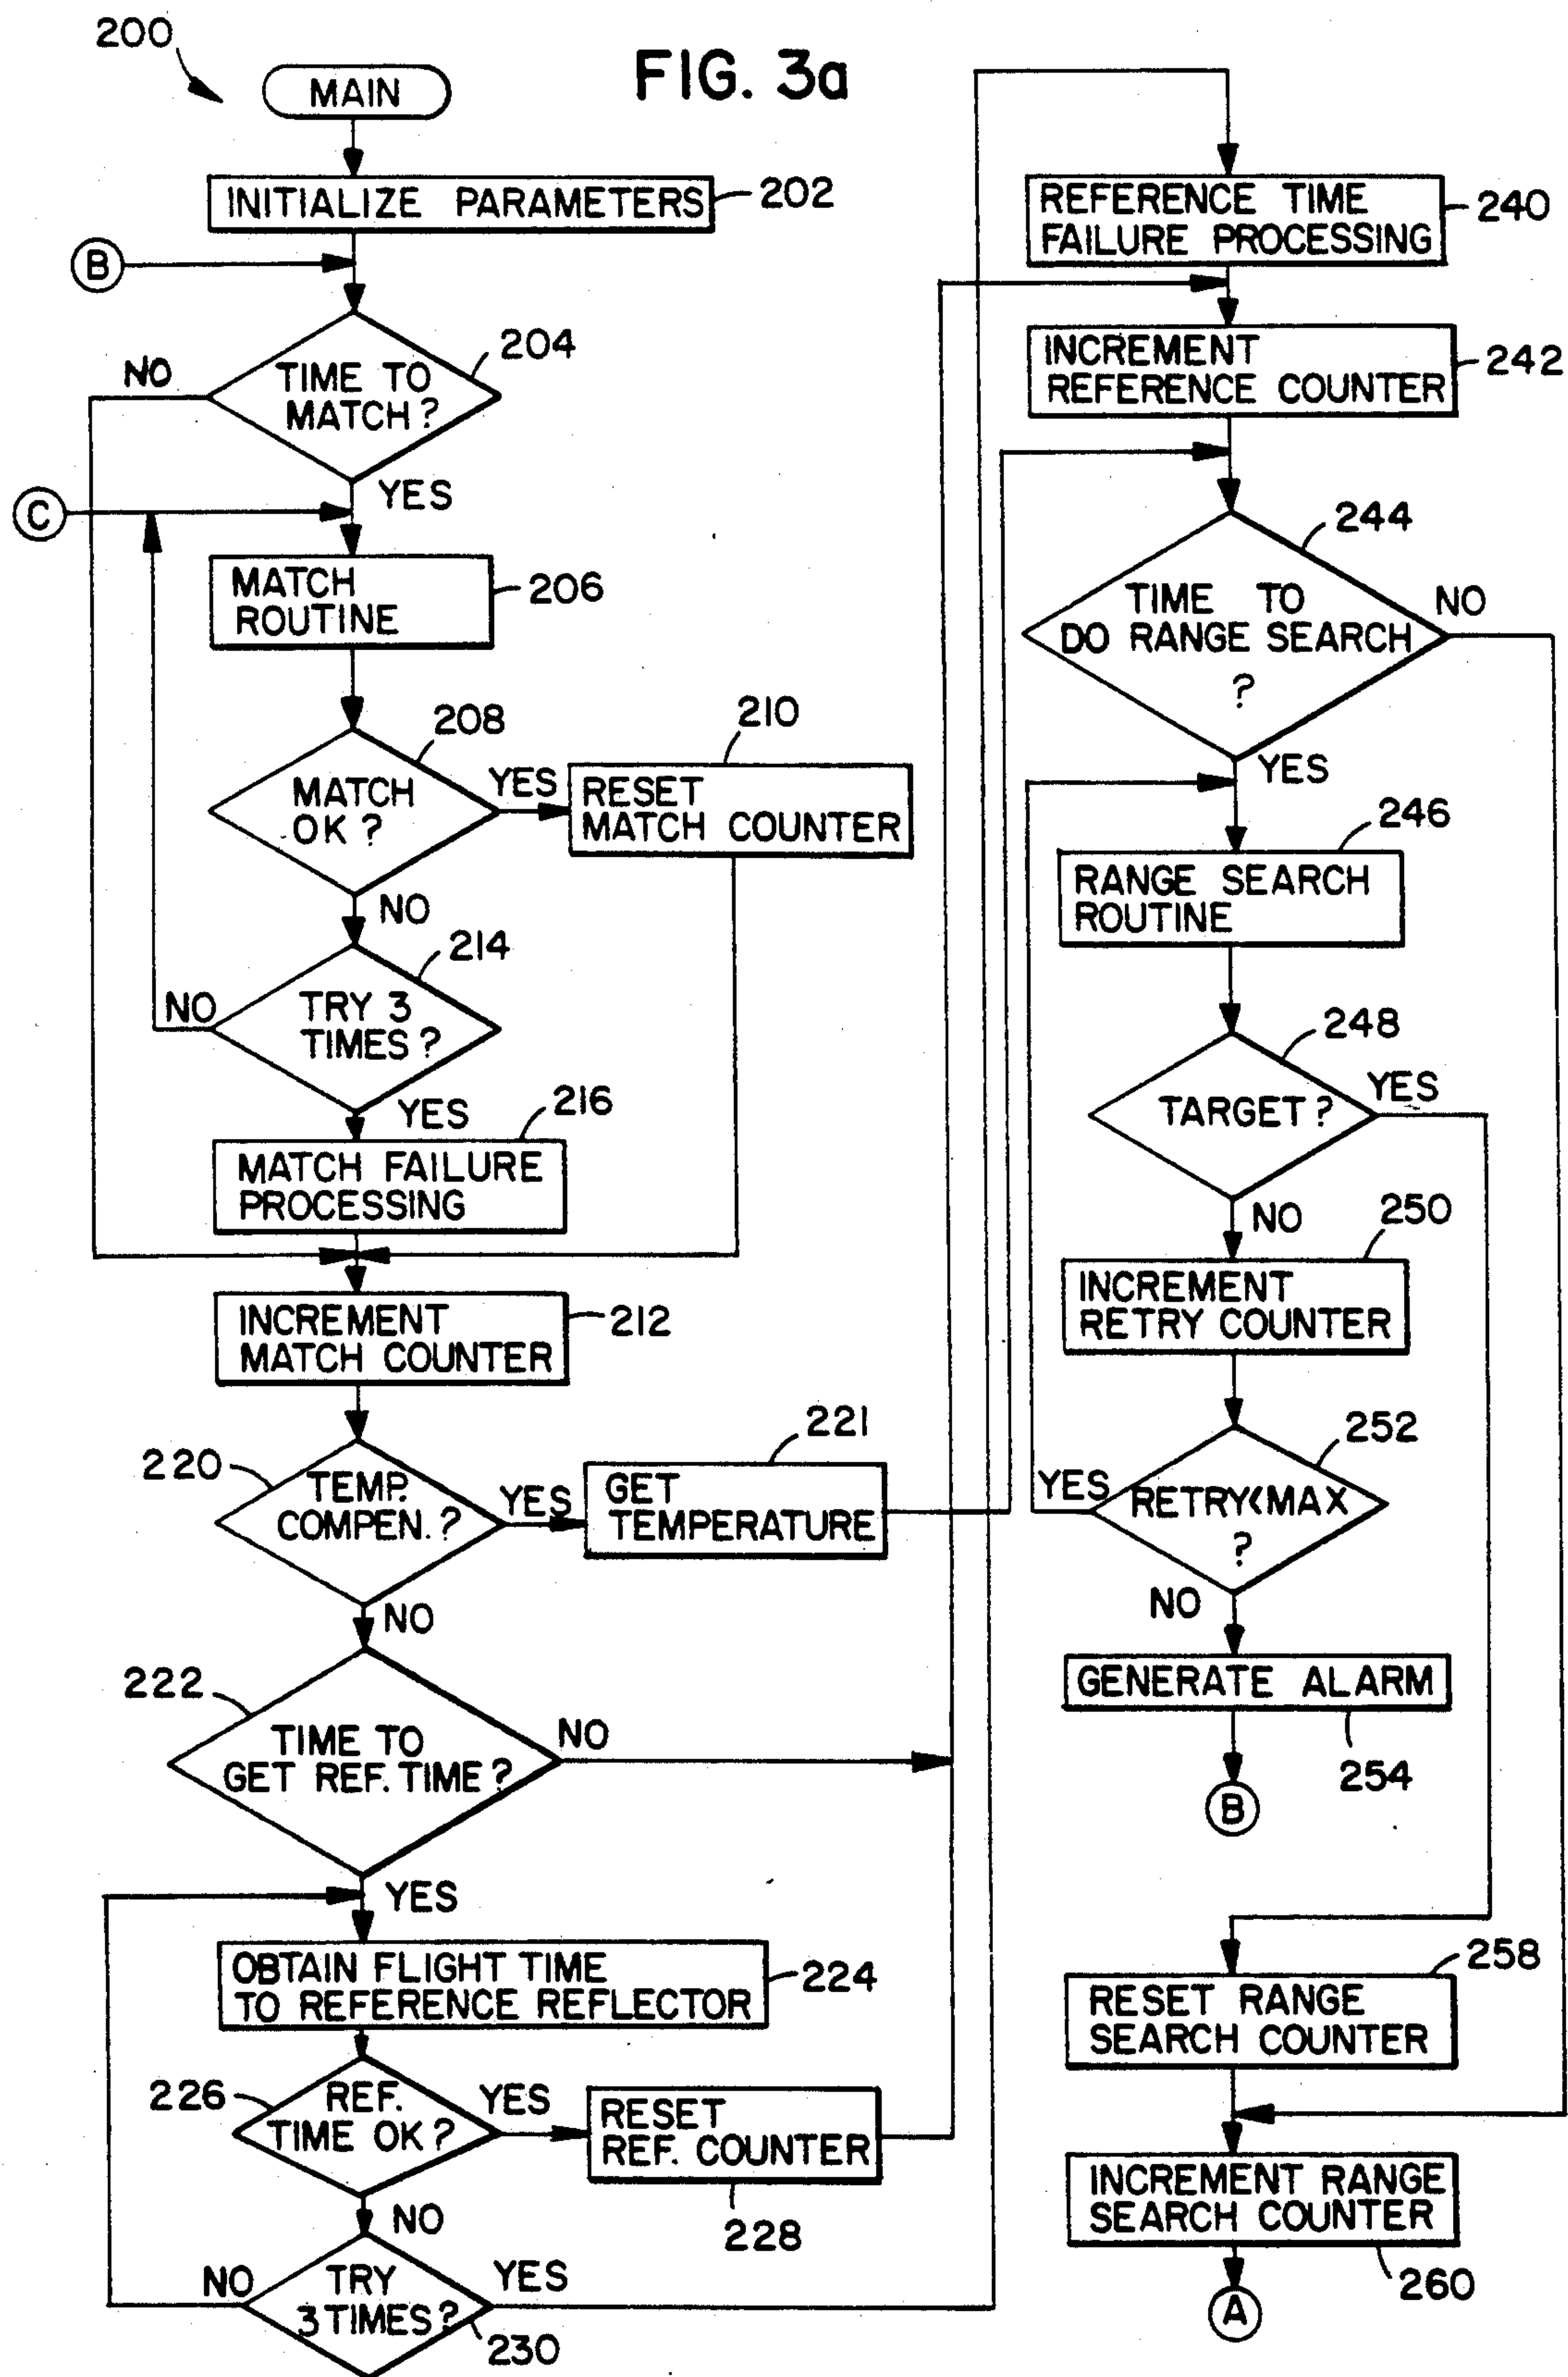 200
FIG. 3a
MAIN
INITIALIZE PARAMETERS
202
B
204
NO
TIME TO
MATCH?
YES
C
MATCH
ROUTINE
206
208
210
MATCH
OK?
YES
RESET
MATCH COUNTER
NO
214
NO
TRY 3
TIMES?
YES
216
MATCH FAILURE
PROCESSING
INCREMENT
MATCH COUNTER
212
220
TEMP.
COMPEN.?
YES
221
GET
TEMPERATURE
NO
222
TIME TO
GET REF. TIME?
NO
YES
OBTAIN FLIGHT TIME
TO REFERENCE REFLECTOR
224
226
REF.
TIME OK?
YES
RESET
REF. COUNTER
228
NO
NO
TRY
3 TIMES?
YES
230
REFERENCE TIME
FAILURE PROCESSING
240
INCREMENT
REFERENCE COUNTER
242
244
TIME TO
DO RANGE SEARCH
?
NO
YES
246
RANGE SEARCH
ROUTINE
248
TARGET?
YES
NO
250
INCREMENT
RETRY COUNTER
252
YES
RETRY<MAX
?
NO
GENERATE ALARM
254
B
258
RESET RANGE
SEARCH COUNTER
INCREMENT RANGE
SEARCH COUNTER
260
A